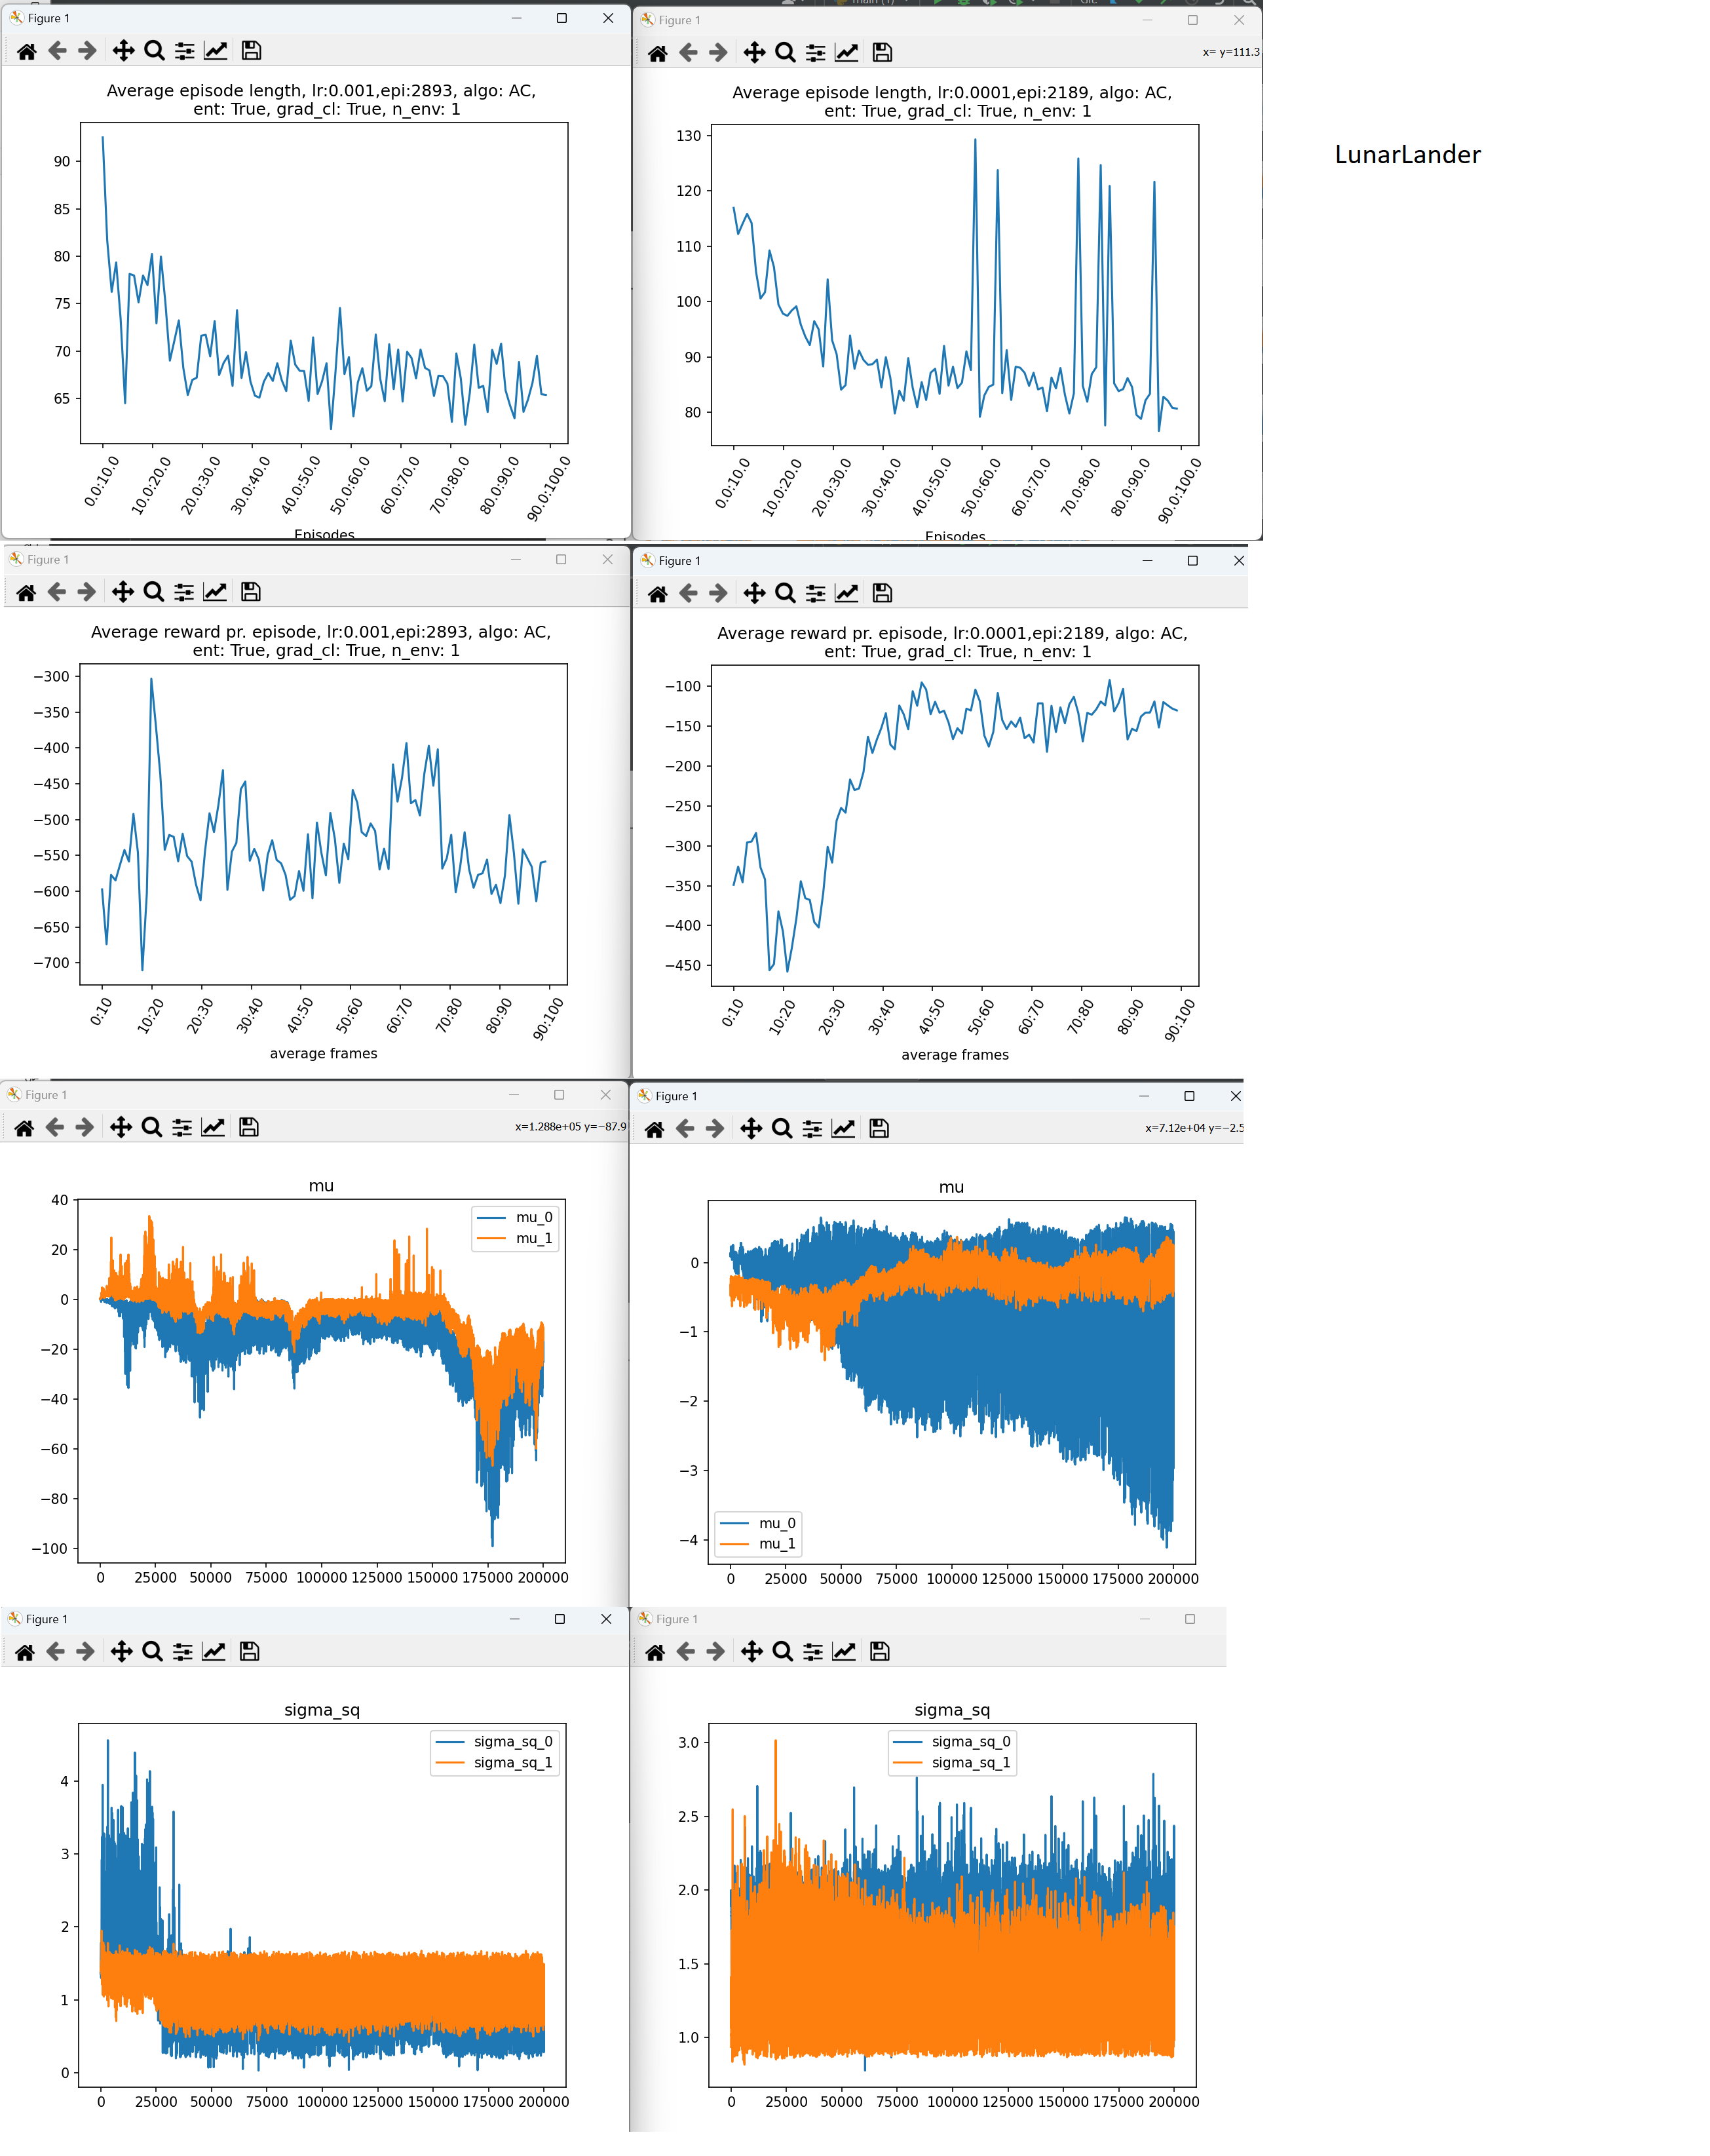 Figure 1
Figure 1
x= y=111.3
Average episode length, lr:0.001,epi:2893, algo: AC,
ent: True, grad_cl: True, n_env: 1
90
85
80
75
70
65
0.0:10.0
10.0:20.0
20.0:30.0
30.0:40.0
40.0:50.0
50.0:60.0
60.0:70.0
70.0:80.0
80.0:90.0
90.0:100.0
Episodes
Average episode length, lr:0.0001,epi:2189, algo: AC,
ent: True, grad_cl: True, n_env: 1
130
120
110
100
90
80
0.0:10.0
10.0:20.0
20.0:30.0
30.0:40.0
40.0:50.0
50.0:60.0
60.0:70.0
70.0:80.0
80.0:90.0
90.0:100.0
Episodes
LunarLander
Figure 1
Figure 1
Average reward pr. episode, lr:0.001,epi:2893, algo: AC,
ent: True, grad_cl: True, n_env: 1
−300
−350
−400
−450
−500
−550
−600
−650
−700
0:10
10:20
20:30
30:40
40:50
50:60
60:70
70:80
80:90
90:100
average frames
Average reward pr. episode, lr:0.0001,epi:2189, algo: AC,
ent: True, grad_cl: True, n_env: 1
−100
−150
−200
−250
−300
−350
−400
−450
0:10
10:20
20:30
30:40
40:50
50:60
60:70
70:80
80:90
90:100
average frames
Figure 1
x=1.288e+05 y=−87.9
Figure 1
x=7.12e+04 y=−2.5
mu
mu_0
mu_1
40
20
0
−20
−40
−60
−80
−100
0 25000 50000 75000 100000 125000 150000 175000 200000
mu
0
−1
−2
−3
−4
mu_0
mu_1
0 25000 50000 75000 100000 125000 150000 175000 200000
Figure 1
Figure 1
sigma_sq
sigma_sq_0
sigma_sq_1
4
3
2
1
0
0 25000 50000 75000 100000 125000 150000 175000 200000
sigma_sq
sigma_sq_0
sigma_sq_1
3.0
2.5
2.0
1.5
1.0
0 25000 50000 75000 100000 125000 150000 175000 200000